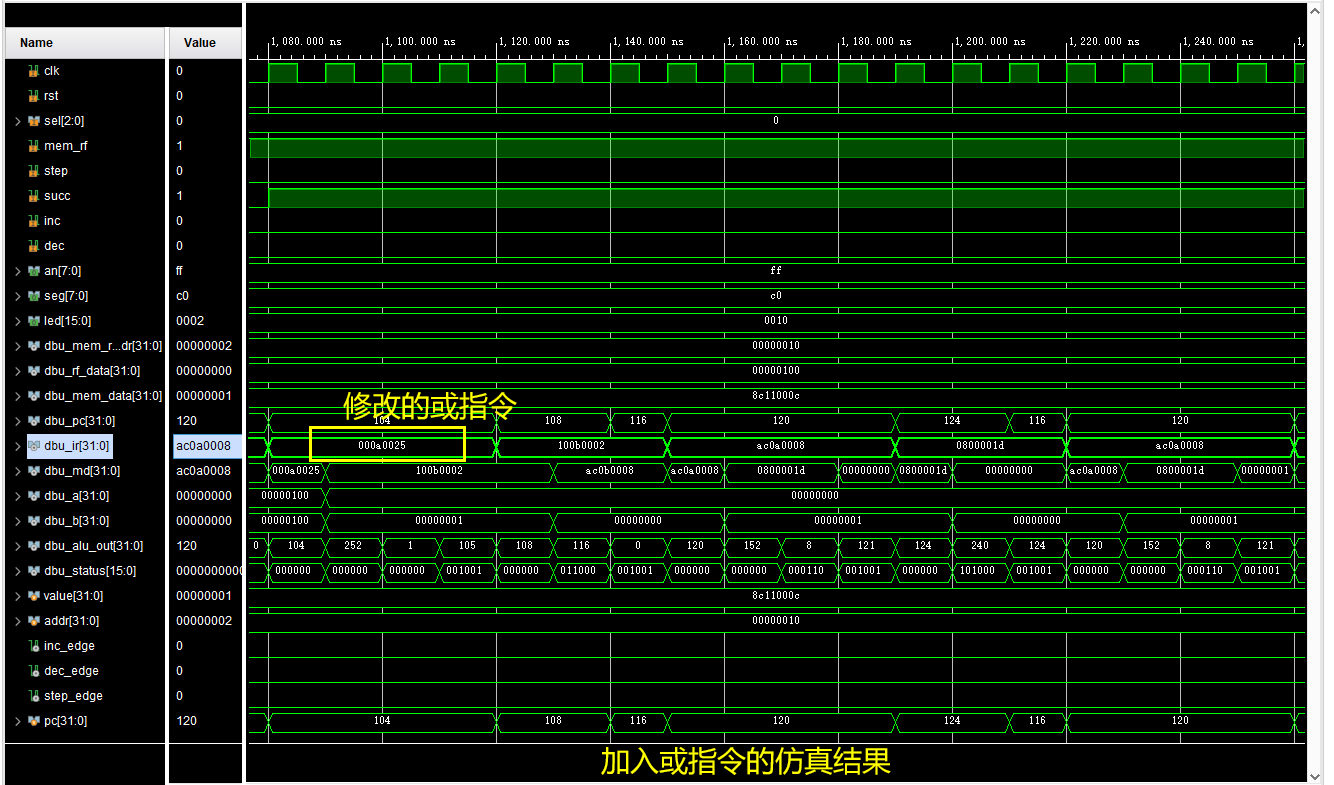 Name Value
1,080.000 ns 1,100.000 ns 1,120.000 ns 1,140.000 ns 1,160.000 ns 1,180.000 ns 1,200.000 ns 1,220.000 ns 1,240.000 ns 1,
clk 0
rst 0
sel[2:0] 0 0
mem_rf 1
step 0
succ 1
inc 0
dec 0
an[7:0] ff ff
seg[7:0] c0 c0
led[15:0] 0002 0010
dbu_mem_r...dr[31:0] 00000002 00000010
dbu_rf_data[31:0] 00000000 00000100
dbu_mem_data[31:0] 00000001 8c11000c
修改的或指令
dbu_pc[31:0] 120 104 108 116 120 124 116 120
dbu_ir[31:0] ac0a0008 000a0025 100b0002 ac0a0008 0800001d ac0a0008
dbu_md[31:0] ac0a0008 000a0025 100b0002 ac0b0008 ac0a0008 0800001d 00000000 0800001d 00000000 ac0a0008 0800001d 00000001
dbu_a[31:0] 00000000 00000100 00000000
dbu_b[31:0] 00000000 00000100 00000001 00000000 00000001 00000000 00000001
dbu_alu_out[31:0] 120 0 104 252 1 105 108 116 0 120 152 8 121 124 240 124 120 152 8 121
dbu_status[15:0] 0000000000 000000 000000 000000 001001 000000 011000 001001 000000 000000 000110 001001 000000 101000 001001 000000 000000 000110 001001
value[31:0] 00000001 8c11000c
addr[31:0] 00000002 00000010
inc_edge 0
dec_edge 0
step_edge 0
pc[31:0] 120 104 108 116 120 124 116 120
加入或指令的仿真结果